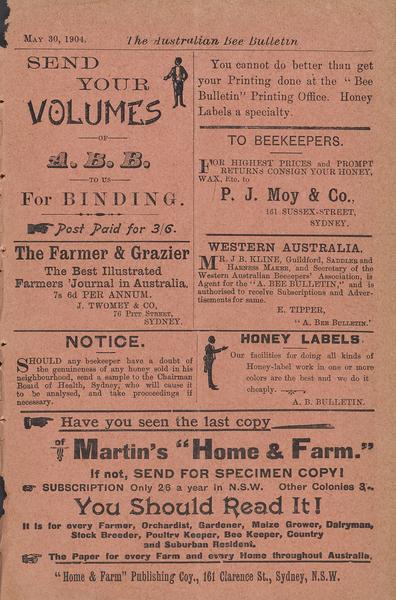 May 30, 1904. The Australian Bee Bulletin
SEND
YOUR
VOLUMES
—OF—
A. B. B.
—TO US—
For BINDING.
Post Paid for 3/6.
The Farmer & Grazier
The Best Illustrated
Farmers 'Journal in Australia.
7s 6d PER ANNUM.
J. TWOMEY & CO,
76 Pitt Street,
SYDNEY.
You cannot do better than get
your Printing done at the "Bee
Bulletin" Printing Office. Honey
Labels a specialty.
TO BEEKEEPERS.
FOR HIGHEST PRICES and PROMPT
RETURNS CONSIGN YOUR HONEY,
WAX, Etc. to
P. J. Moy & Co.,
161 SUSSEX-STREET,
SYDNEY.
WESTERN AUSTRALIA.
MR. J B. KLINE, Guildford, Saddler and
Harness Maker, and Secretary of the
Western Australian Beekeepers' Association, is
Agent for the "A. BEE BULLETIN," and is
authorised to receive Subscriptions and Adver-
tisements for same.
E. TIPPER,
"A. Bee Bulletin.'
NOTICE.
SHOULD any beekeeper have a doubt of
the genuineness of any honey sold in his
neighbourhood, send a sample to the Chairman
Board of Health, Sydney, who will cause it
to be analysed, and take proceedings if
necessary.
HONEY LABELS
Our facilities for doing all kinds of
Honey-label work in one or more
colors are the best and we do it
cheaply.
A. B. BULLETIN.
Have you seen the last copy
of Martin's "Home & Farm."
If not, SEND FOR SPECIMEN COPY!
SUBSCRIPTION Only 2/6 a year in N.S.W. Other Colonies
You Should Read It!
It is for every Farmer, Orchardist, Gardener, Maize Grower, Dairyman,
Stock Breeder, Poultry Keeper, Bee Keeper, Country
and Suburban Resident.
The Paper for every Farm and every Home throughout Australia.
"Home & Farm" Publishing Coy., 161 Clarence St., Sydney, N.S.W.